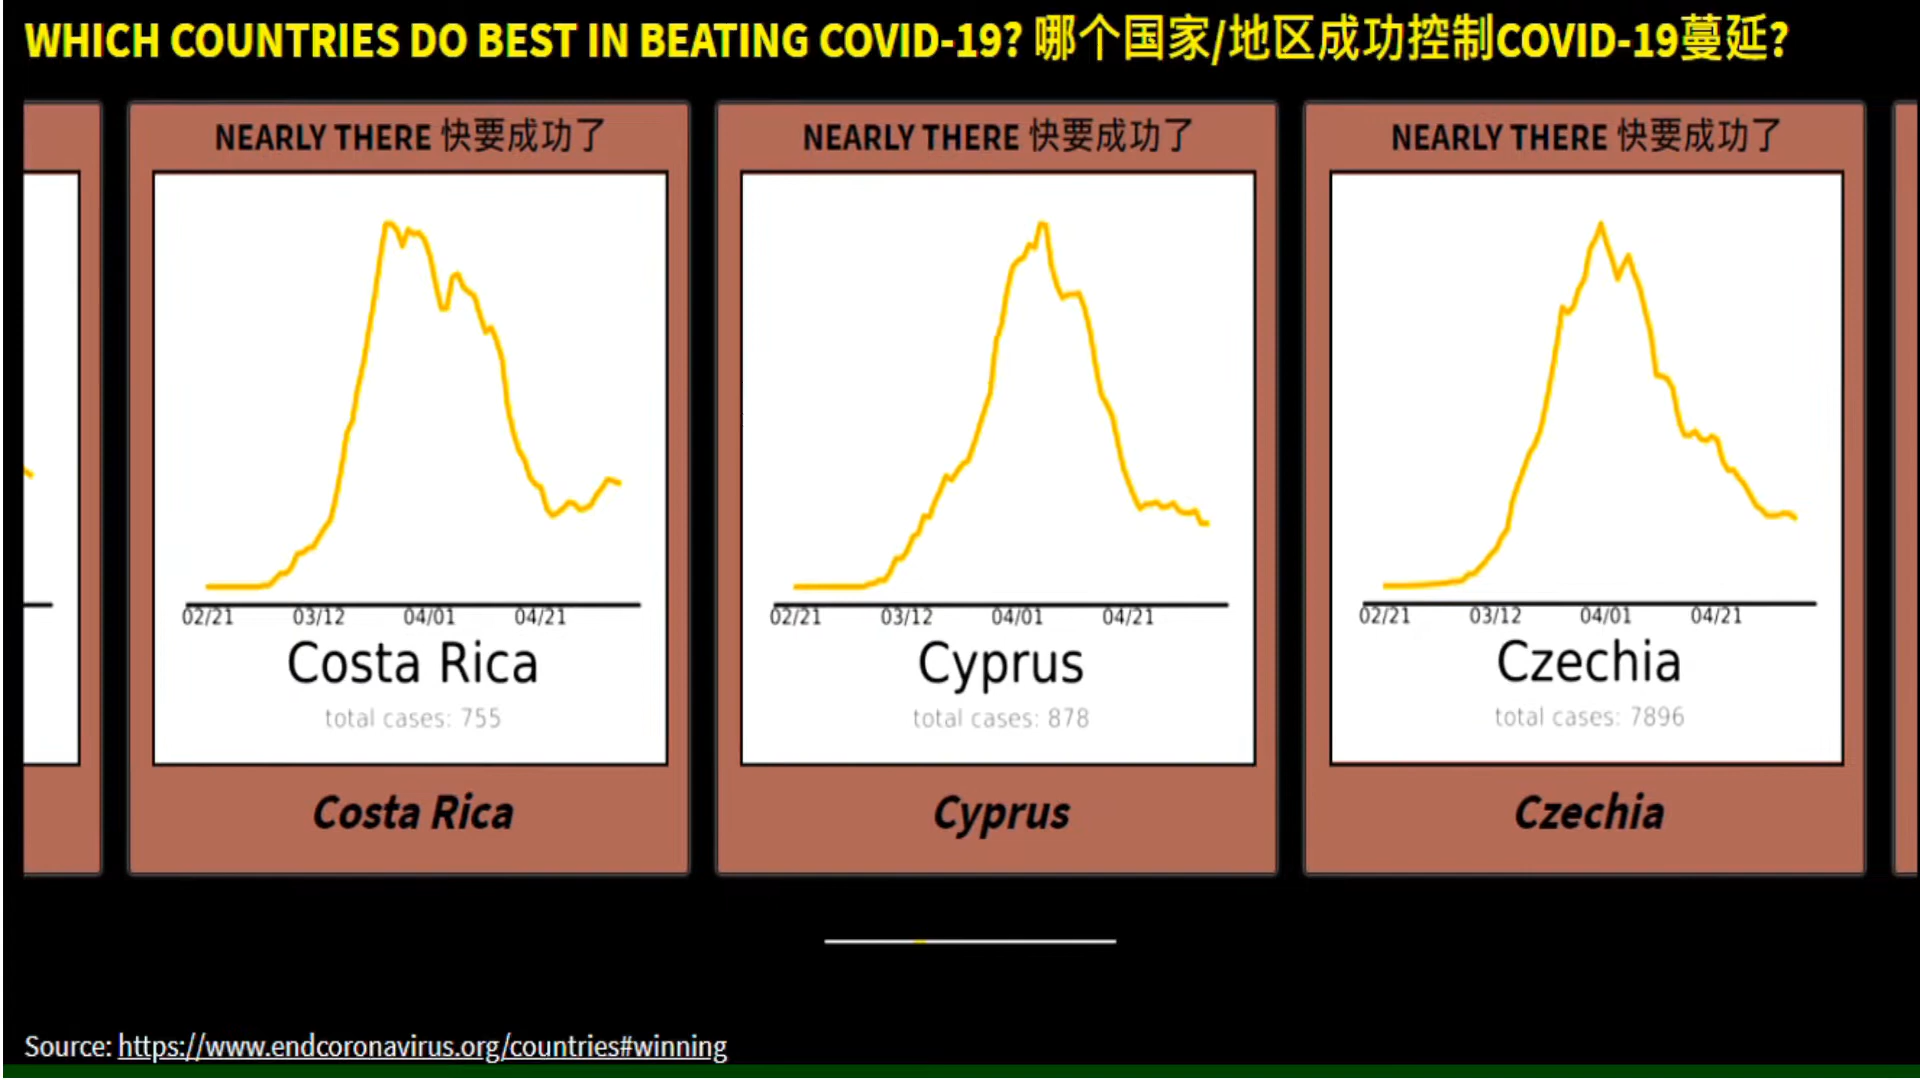 WHICH COUNTRIES DO BEST IN BEATING COVID-19? 哪个国家/地区成功控制COVID-19蔓延?
NEARLY THERE 快要成功了
02/21 03/12 04/01 04/21
Costa Rica
total cases: 755
Costa Rica
NEARLY THERE 快要成功了
02/21 03/12 04/01 04/21
Cyprus
total cases: 878
Cyprus
NEARLY THERE 快要成功了
02/21 03/12 04/01 04/21
Czechia
total cases: 7896
Czechia
Source: https://www.endcoronavirus.org/countries#winning